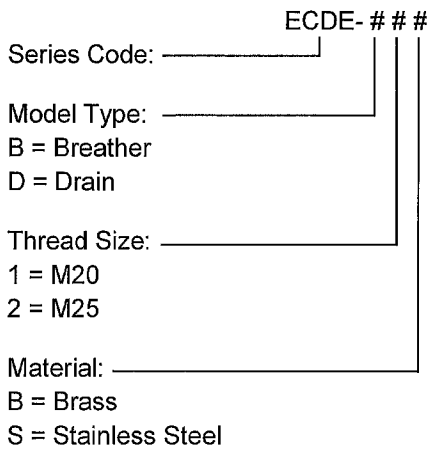 ECDE- # # #
Series Code:
Model Type:
B = Breather
D = Drain
Thread Size:
1 = M20
2 = M25
Material:
B = Brass
S = Stainless Steel